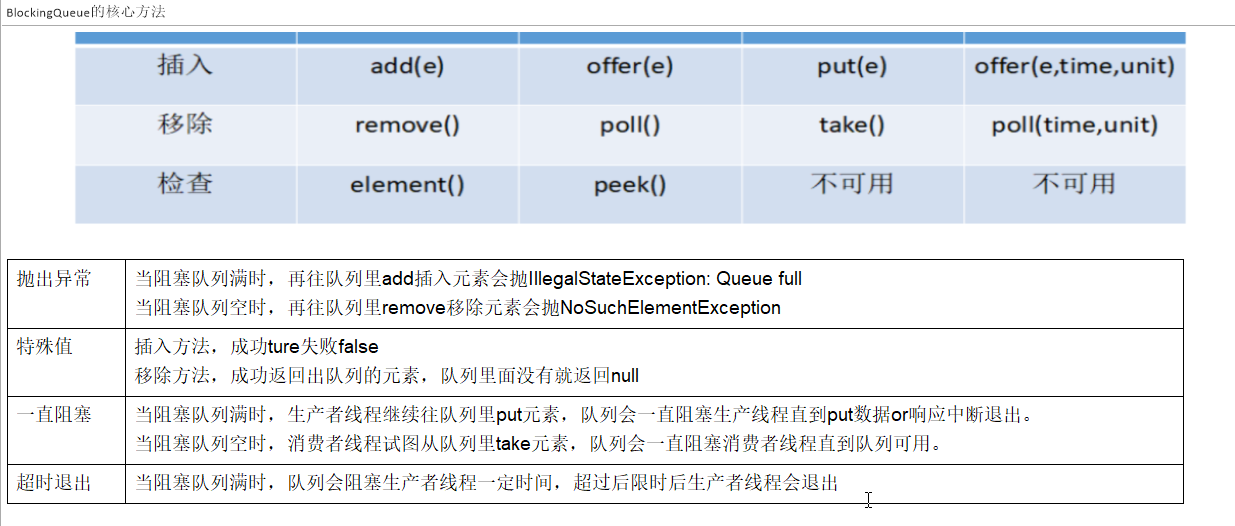 BlockingQueue的核心方法
插入 add(e) offer(e) put(e) offer(e,time,unit)
移除 remove() poll() take() poll(time,unit)
检查 element() peek() 不可用 不可用
抛出异常 当阻塞队列满时，再往队列里add插入元素会抛IllegalStateException: Queue full
当阻塞队列空时，再往队列里remove移除元素会抛NoSuchElementException
特殊值 插入方法，成功ture失败false
移除方法，成功返回出队列的元素，队列里面没有就返回null
一直阻塞 当阻塞队列满时，生产者线程继续往队列里put元素，队列会一直阻塞生产线程直到put数据or响应中断退出。
当阻塞队列空时，消费者线程试图从队列里take元素，队列会一直阻塞消费者线程直到队列可用。
超时退出 当阻塞队列满时，队列会阻塞生产者线程一定时间，超过后限时后生产者线程会退出